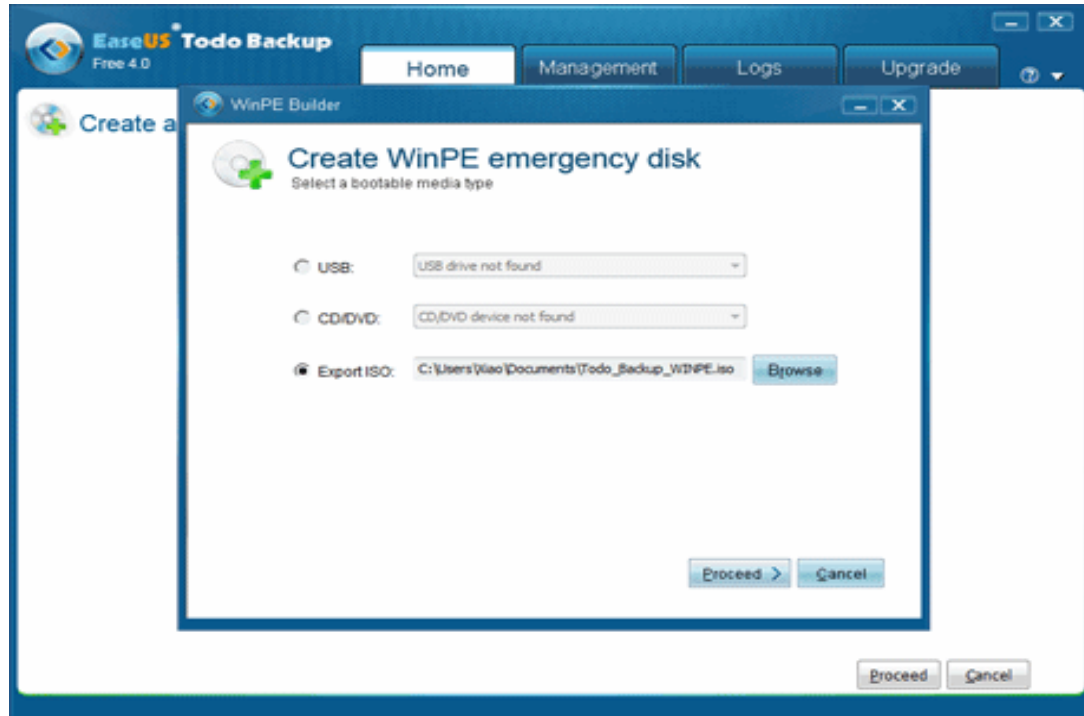 EaseUS® Todo Backup
Free 4.0
Home
Management
Logs
Upgrade
Create a
WinPE Builder
Create WinPE emergency disk
Select a bootable media type
USB:
USB drive not found
CD/DVD:
CD/DVD device not found
Export ISO:
C:\Users\Xiao\Documents\Todo_Backup_WINPE.iso
Browse
Proceed >
Cancel
Proceed
Cancel